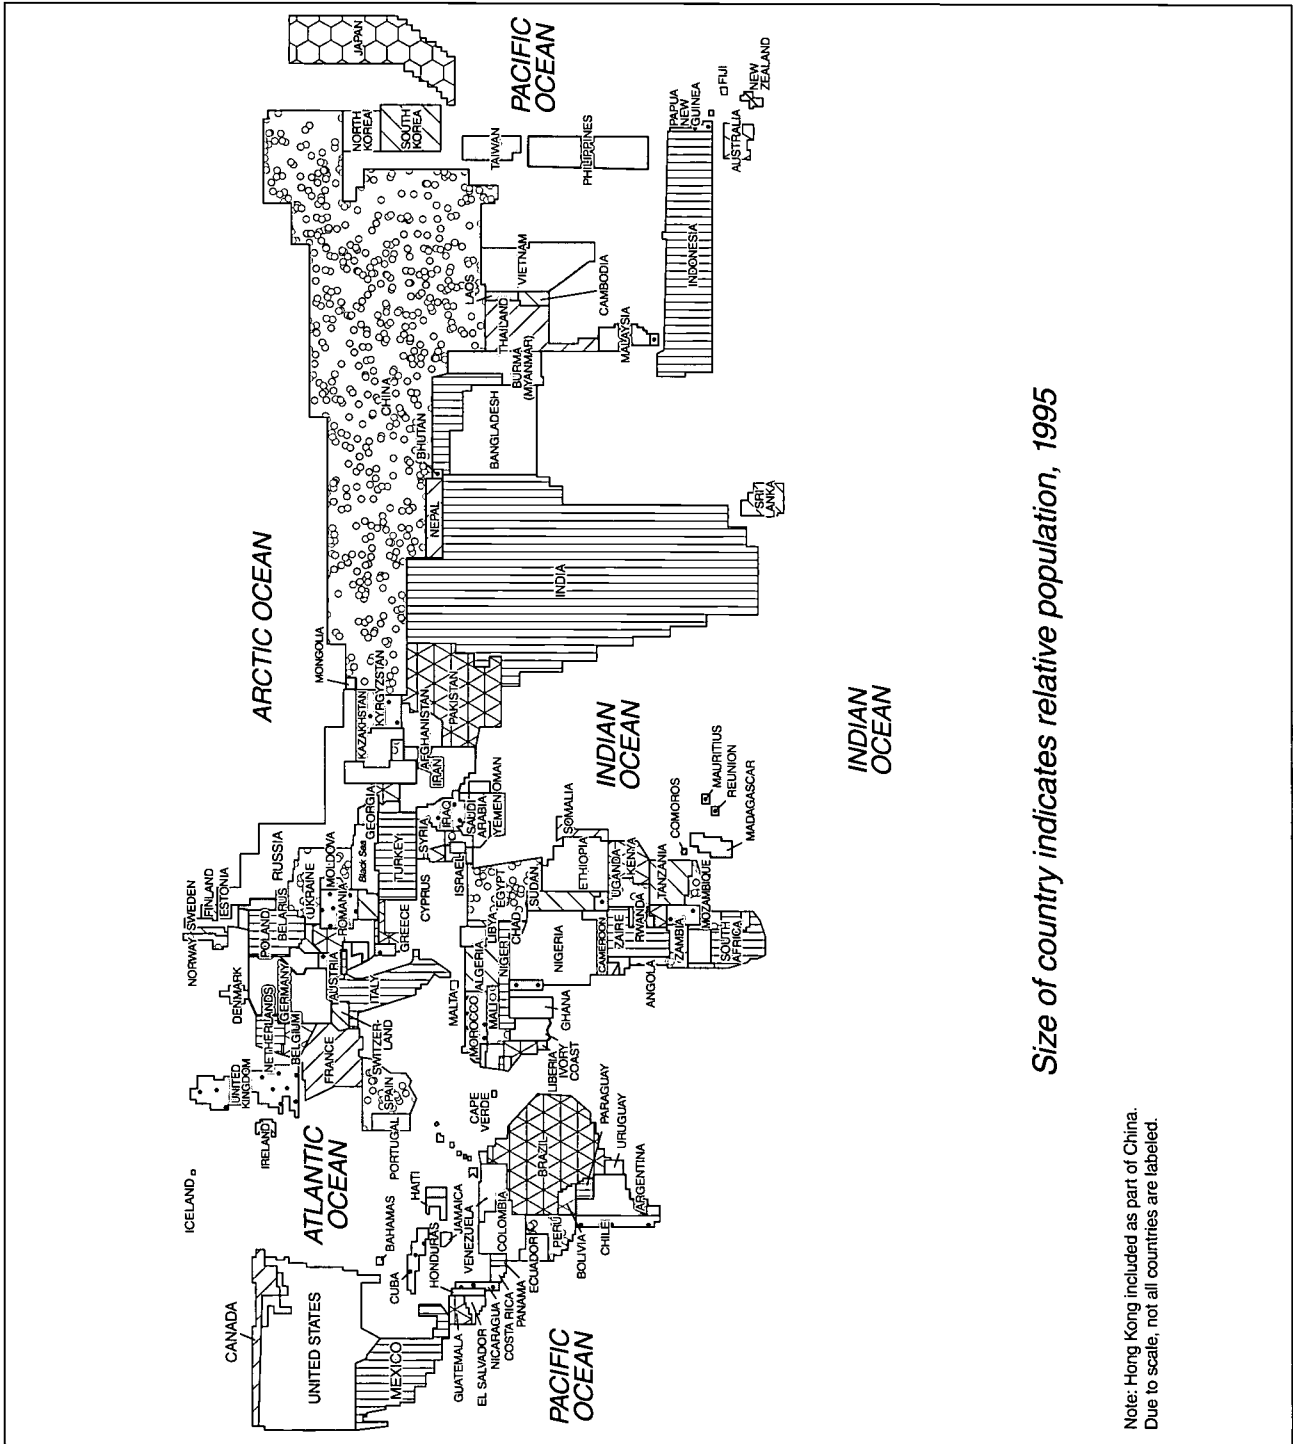 ARCTIC OCEAN
ICELAND
NORWAY
SWEDEN
FINLAND
ESTONIA
DENMARK
UNITED
KINGDOM
IRELAND
NETHERLANDS
BELGIUM
GERMANY
POLAND
BELARUS
RUSSIA
UKRAINE
MOLDOVA
ROMANIA
AUSTRIA
FRANCE
SWITZER-
LAND
ITALY
SPAIN
PORTUGAL
GREECE
MALTA
CYPRUS
Black Sea
GEORGIA
TURKEY
SYRIA
ISRAEL
IRAQ
SAUDI
ARABIA
YEMEN
OMAN
IRAN
AFGHANISTAN
PAKISTAN
KAZAKHSTAN
KYRGYZSTAN
MONGOLIA
CHINA
NORTH
KOREA
SOUTH
KOREA
JAPAN
TAIWAN
PHILIPPINES
NEPAL
BHUTAN
INDIA
BANGLADESH
BURMA
(MYANMAR)
THAILAND
LAOS
VIETNAM
CAMBODIA
MALAYSIA
INDONESIA
SRI
LANKA
PAPUA
NEW
GUINEA
AUSTRALIA
FIJI
NEW
ZEALAND
PACIFIC
OCEAN
ATLANTIC
OCEAN
CANADA
UNITED STATES
MEXICO
BAHAMAS
CUBA
HAITI
JAMAICA
HONDURAS
GUATEMALA
EL SALVADOR
NICARAGUA
COSTA RICA
PANAMA
VENEZUELA
COLOMBIA
ECUADOR
PERU
BRAZIL
BOLIVIA
CHILE
PARAGUAY
URUGUAY
ARGENTINA
PACIFIC
OCEAN
CAPE
VERDE
MOROCCO
ALGERIA
LIBYA
EGYPT
MALI
NIGER
CHAD
SUDAN
LIBERIA
IVORY
COAST
GHANA
NIGERIA
CAMEROON
ETHIOPIA
SOMALIA
UGANDA
KENYA
ZAIRE
RWANDA
TANZANIA
ANGOLA
ZAMBIA
MOZAMBIQUE
SOUTH
AFRICA
COMOROS
MAURITIUS
REUNION
MADAGASCAR
INDIAN
OCEAN
INDIAN
OCEAN
Size of country indicates relative population, 1995
Note: Hong Kong included as part of China.
Due to scale, not all countries are labeled.